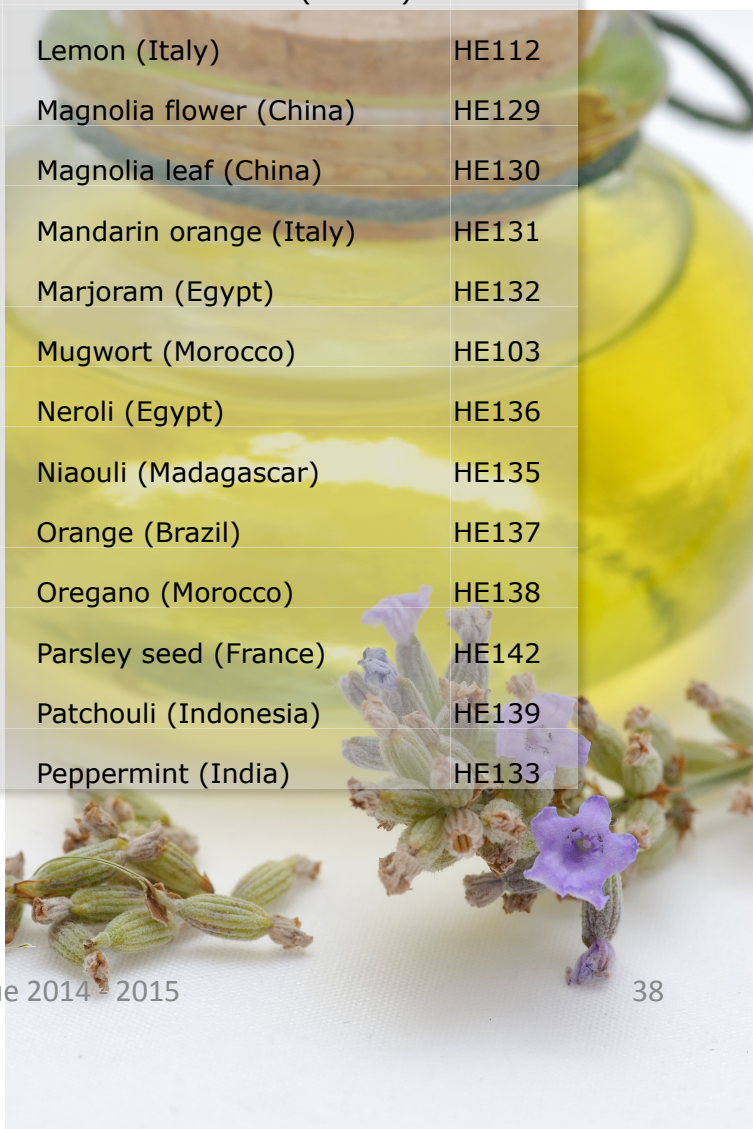 Lemon (Italy) HE112
Magnolia flower (China) HE129
Magnolia leaf (China) HE130
Mandarin orange (Italy) HE131
Marjoram (Egypt) HE132
Mugwort (Morocco) HE103
Neroli (Egypt) HE136
Niaouli (Madagascar) HE135
Orange (Brazil) HE137
Oregano (Morocco) HE138
Parsley seed (France) HE142
Patchouli (Indonesia) HE139
Peppermint (India) HE133
2014 - 2015 38